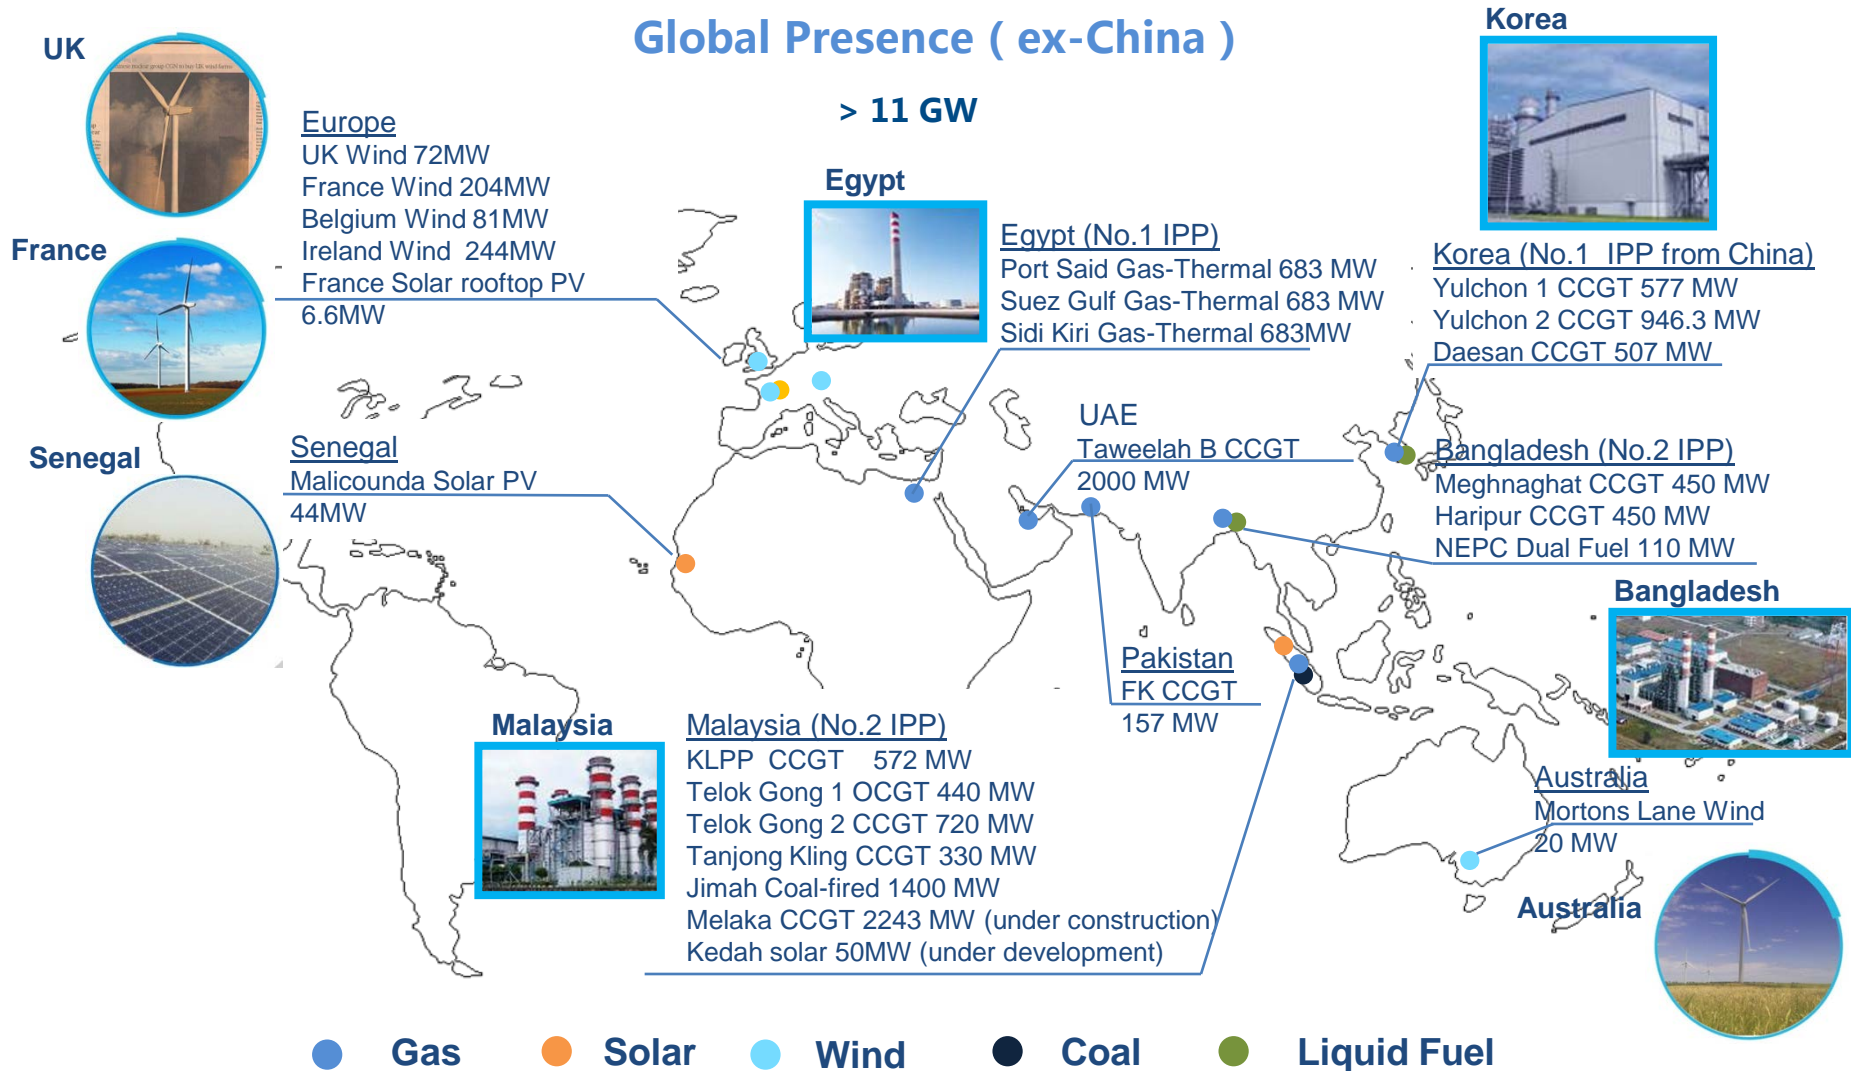 Global Presence ( ex-China )
> 11 GW
UK
Europe
UK Wind 72MW
France Wind 204MW
Belgium Wind 81MW
Ireland Wind 244MW
France Solar rooftop PV
6.6MW
France
Egypt
Egypt (No.1 IPP)
Port Said Gas-Thermal 683 MW
Suez Gulf Gas-Thermal 683 MW
Sidi Kiri Gas-Thermal 683MW
Korea
Korea (No.1 IPP from China)
Yulchon 1 CCGT 577 MW
Yulchon 2 CCGT 946.3 MW
Daesan CCGT 507 MW
Senegal
Senegal
Malicounda Solar PV
44MW
UAE
Taweelah B CCGT
2000 MW
Bangladesh (No.2 IPP)
Meghnaghat CCGT 450 MW
Haripur CCGT 450 MW
NEPC Dual Fuel 110 MW
Bangladesh
Pakistan
FK CCGT
157 MW
Malaysia
Malaysia (No.2 IPP)
KLPP CCGT 572 MW
Telok Gong 1 OCGT 440 MW
Telok Gong 2 CCGT 720 MW
Tanjong Kling CCGT 330 MW
Jimah Coal-fired 1400 MW
Melaka CCGT 2243 MW (under construction)
Kedah solar 50MW (under development)
Australia
Mortons Lane Wind
20 MW
Australia
Gas
Solar
Wind
Coal
Liquid Fuel